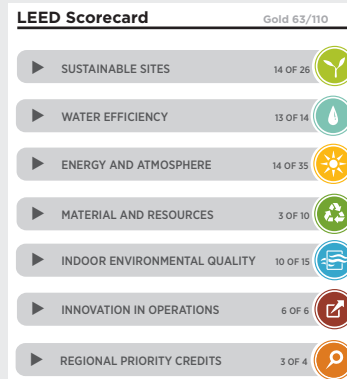 LEED Scorecard Gold 63/110
SUSTAINABLE SITES 14 OF 26
WATER EFFICIENCY 13 OF 14
ENERGY AND ATMOSPHERE 14 OF 35
MATERIAL AND RESOURCES 3 OF 10
INDOOR ENVIRONMENTAL QUALITY 10 OF 15
INNOVATION IN OPERATIONS 6 OF 6
REGIONAL PRIORITY CREDITS 3 OF 4